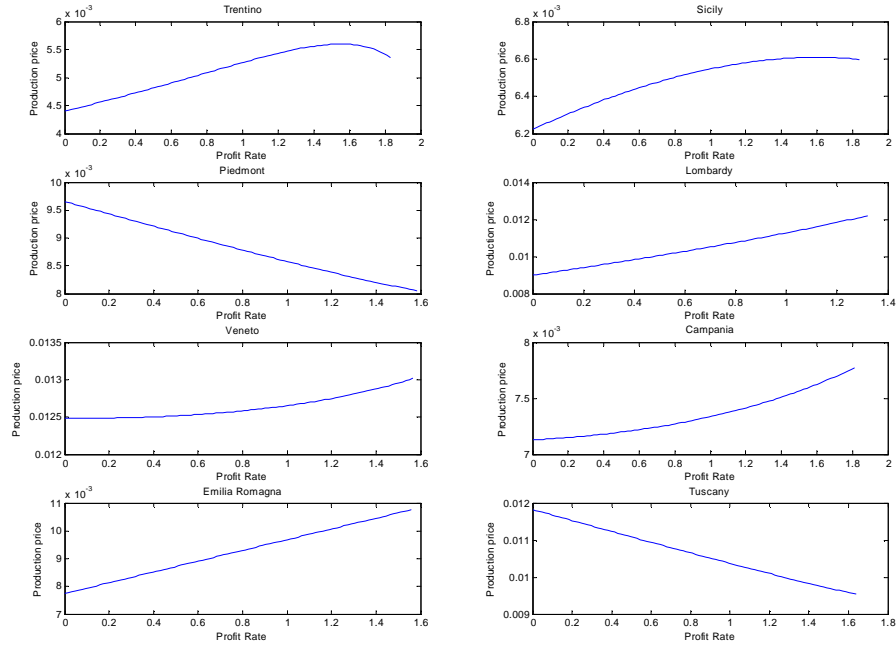 x 10^-3
Trentino
6
5.5
5
4.5
4
Production price
0 0.2 0.4 0.6 0.8 1 1.2 1.4 1.6 1.8 2
Profit Rate
x 10^-3
Sicily
6.8
6.6
6.4
6.2
Production price
0 0.2 0.4 0.6 0.8 1 1.2 1.4 1.6 1.8 2
Profit Rate
x 10^-3
Piedmont
10
9.5
9
8.5
8
Production price
0 0.2 0.4 0.6 0.8 1 1.2 1.4 1.6
Profit Rate
Lombardy
0.014
0.012
0.01
0.008
Production price
0 0.2 0.4 0.6 0.8 1 1.2 1.4
Profit Rate
Veneto
0.0135
0.013
0.0125
0.012
Production price
0 0.2 0.4 0.6 0.8 1 1.2 1.4 1.6
Profit Rate
x 10^-3
Campania
8
7.5
7
Production price
0 0.2 0.4 0.6 0.8 1 1.2 1.4 1.6 1.8 2
Profit Rate
x 10^-3
Emilia Romagna
11
10
9
8
7
Production price
0 0.2 0.4 0.6 0.8 1 1.2 1.4 1.6
Profit Rate
Tuscany
0.012
0.011
0.01
0.009
Production price
0 0.2 0.4 0.6 0.8 1 1.2 1.4 1.6 1.8
Profit Rate